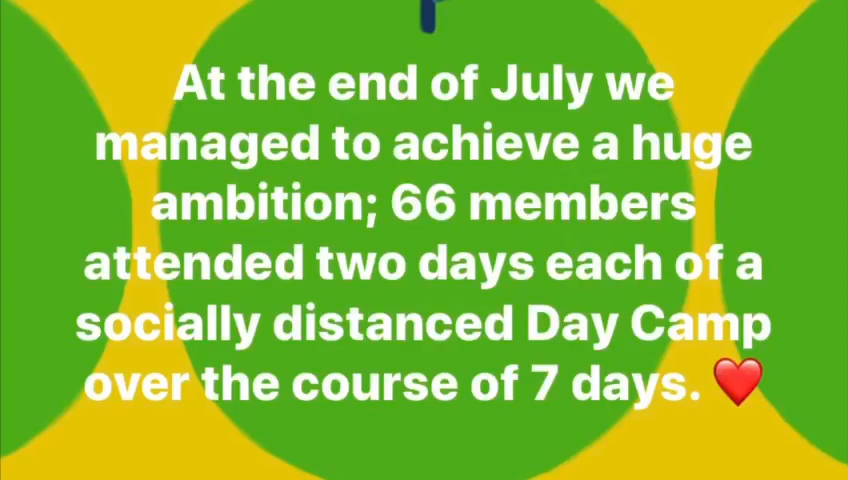 At the end of July we
managed to achieve a huge
ambition; 66 members
attended two days each of a
socially distanced Day Camp
over the course of 7 days. ❤️